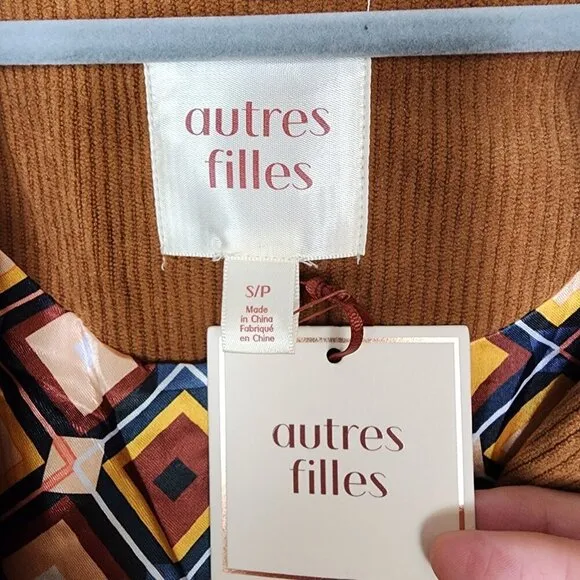 autres
filles
S/P
Made
in China
Fabriqué
en Chine
autres
filles